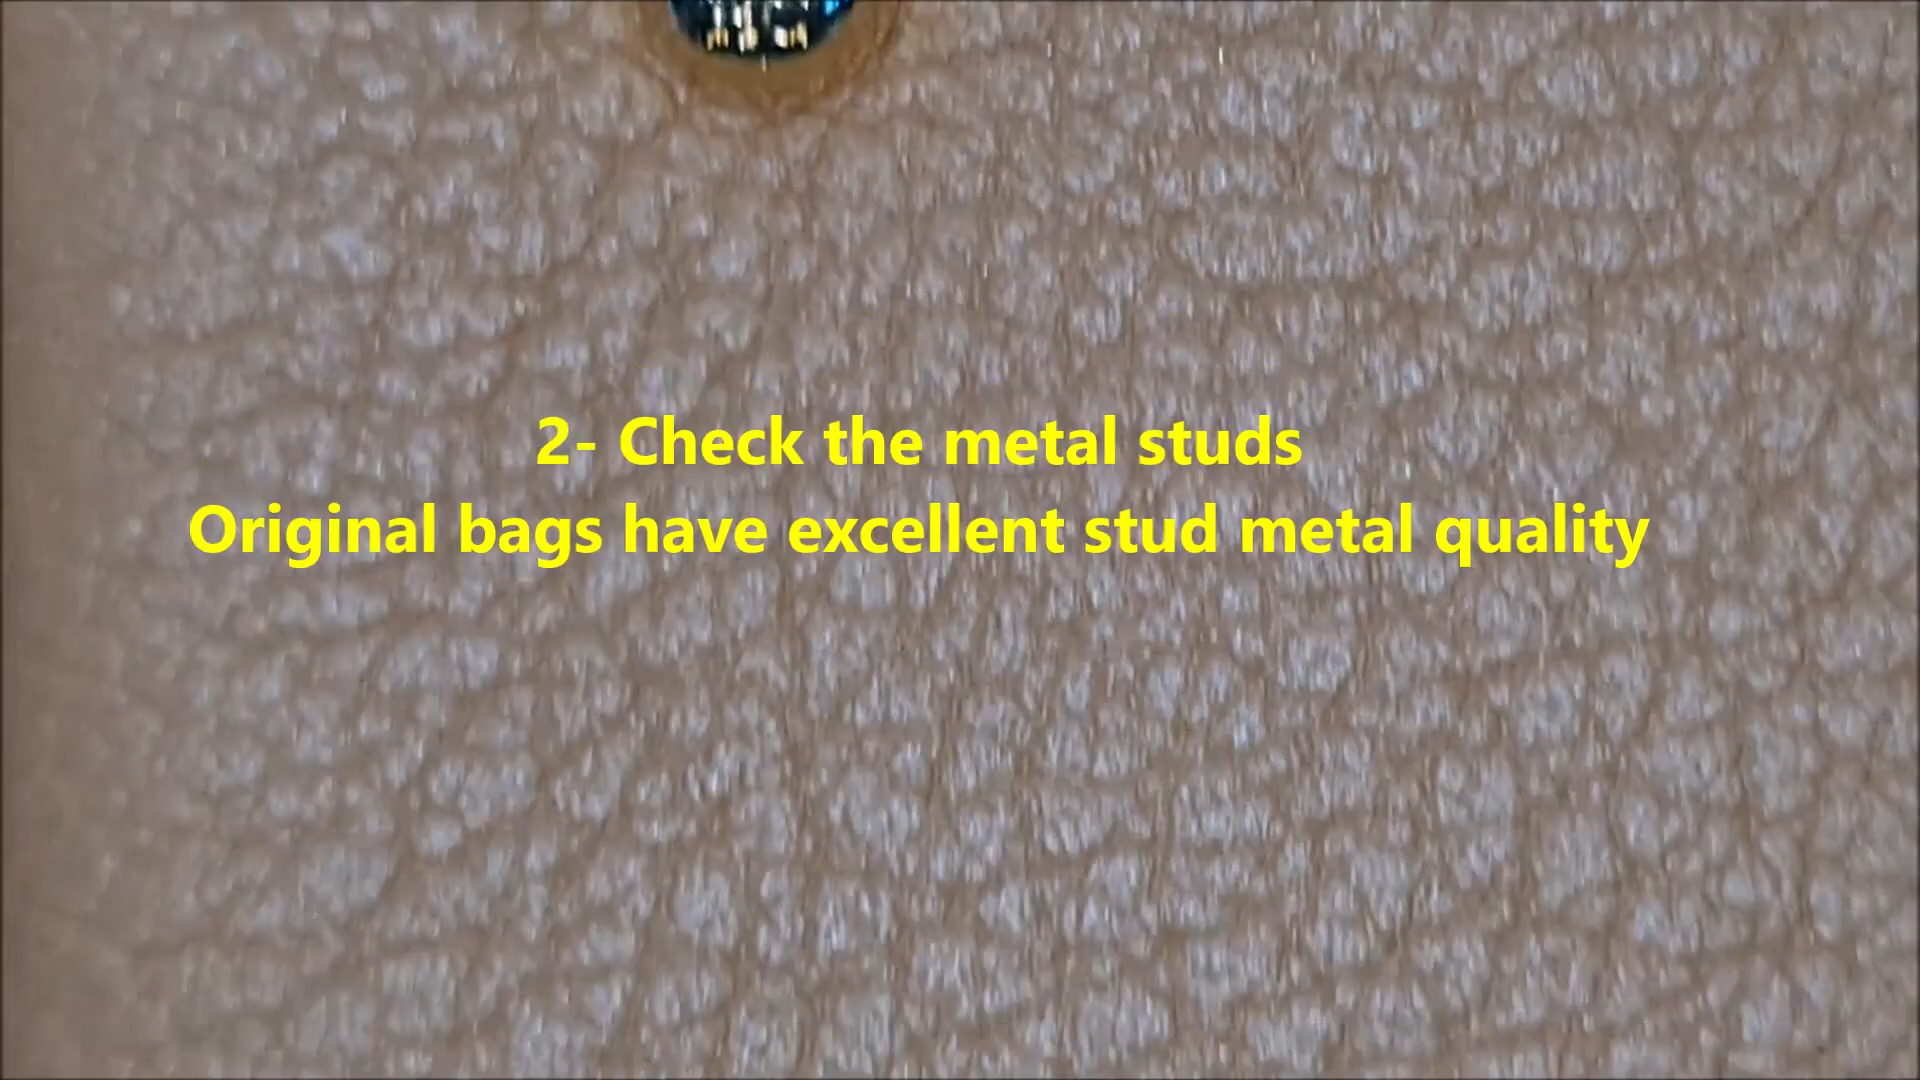 2- Check the metal studs
Original bags have excellent stud metal quality